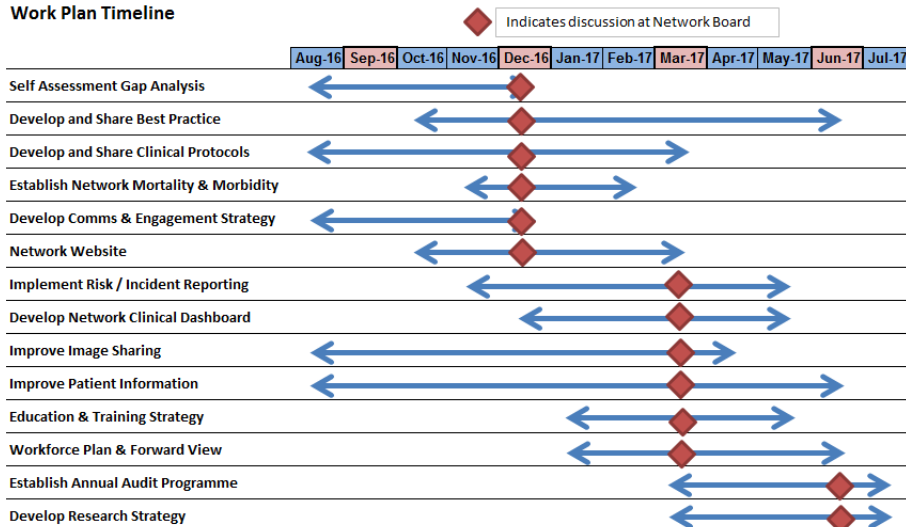 Work Plan Timeline
Indicates discussion at Network Board
Aug-16 Sep-16 Oct-16 Nov-16 Dec-16 Jan-17 Feb-17 Mar-17 Apr-17 May-17 Jun-17 Jul-17
Self Assessment Gap Analysis
Develop and Share Best Practice
Develop and Share Clinical Protocols
Establish Network Mortality & Morbidity
Develop Comms & Engagement Strategy
Network Website
Implement Risk / Incident Reporting
Develop Network Clinical Dashboard
Improve Image Sharing
Improve Patient Information
Education & Training Strategy
Workforce Plan & Forward View
Establish Annual Audit Programme
Develop Research Strategy